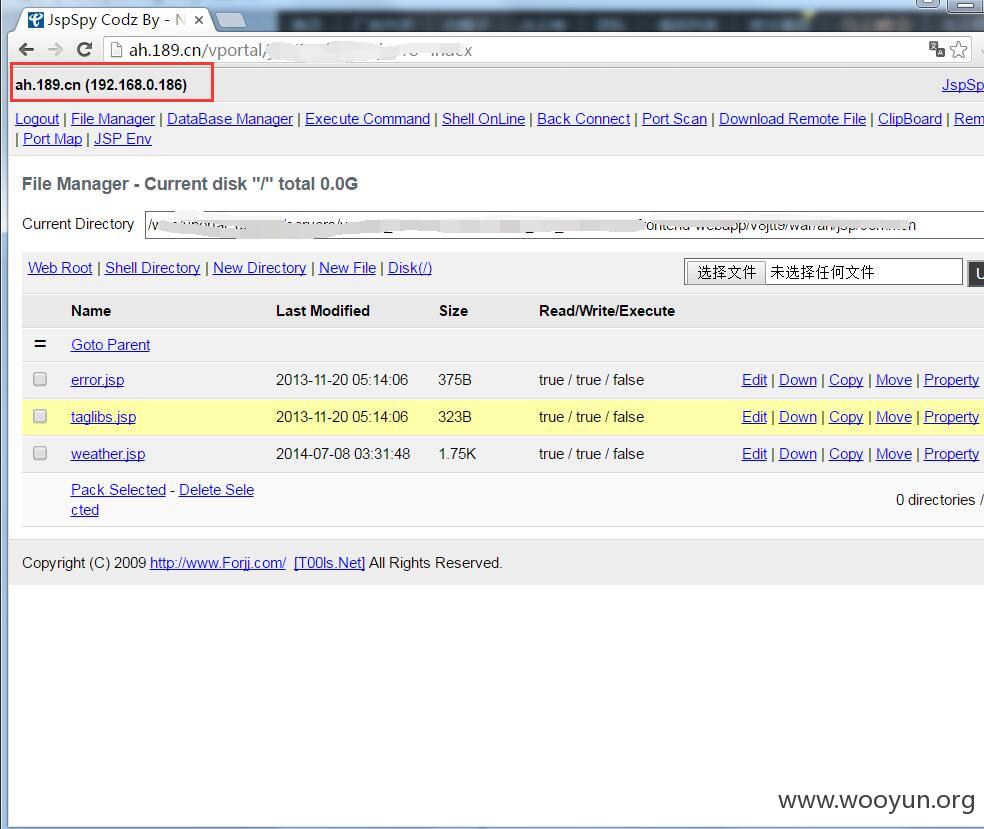 JspSpy Codz By - N
ah.189.cn/vportal/
ah.189.cn (192.168.0.186)
JspSp
Logout | File Manager | DataBase Manager | Execute Command | Shell OnLine | Back Connect | Port Scan | Download Remote File | ClipBoard | Rem
| Port Map | JSP Env
File Manager - Current disk "/" total 0.0G
Current Directory
Web Root | Shell Directory | New Directory | New File | Disk(/)
选择文件 未选择任何文件 U
Name Last Modified Size Read/Write/Execute
= Goto Parent
error.jsp 2013-11-20 05:14:06 375B true / true / false Edit | Down | Copy | Move | Property
taglibs.jsp 2013-11-20 05:14:06 323B true / true / false Edit | Down | Copy | Move | Property
weather.jsp 2014-07-08 03:31:48 1.75K true / true / false Edit | Down | Copy | Move | Property
Pack Selected - Delete Sele
cted
0 directories /
Copyright (C) 2009 http://www.Forjj.com/ [T00ls.Net] All Rights Reserved.
www.wooyun.org